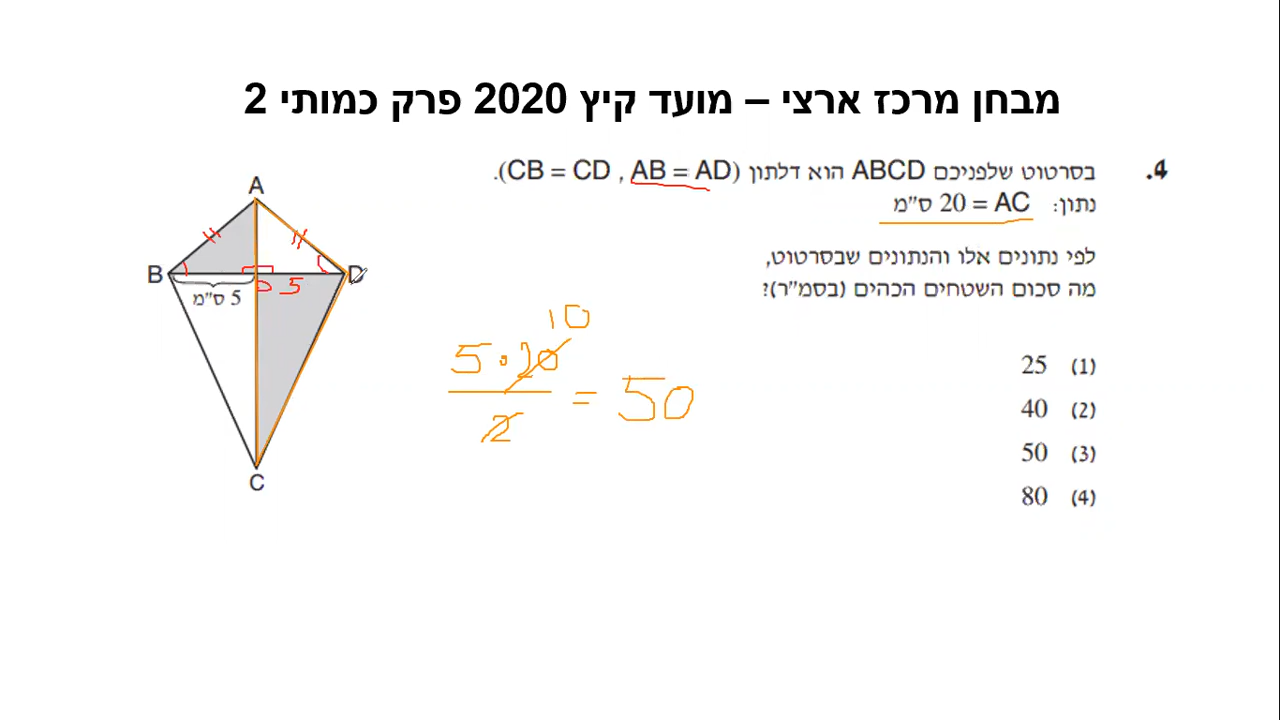 מבחן מרכז ארצי – מועד קיץ 2020 פרק כמותי 2
4. בסרטוט שלפניכם ABCD הוא דלתון (CB = CD , AB = AD).
נתון: AC = 20 ס"מ
לפי נתונים אלו והנתונים שבסרטוט,
מה סכום השטחים הכהים (בסמ"ר)?
(1) 25
(2) 40
(3) 50
(4) 80
A
B
D
5 ס"מ
5
C
10
5 · 20
2
= 50